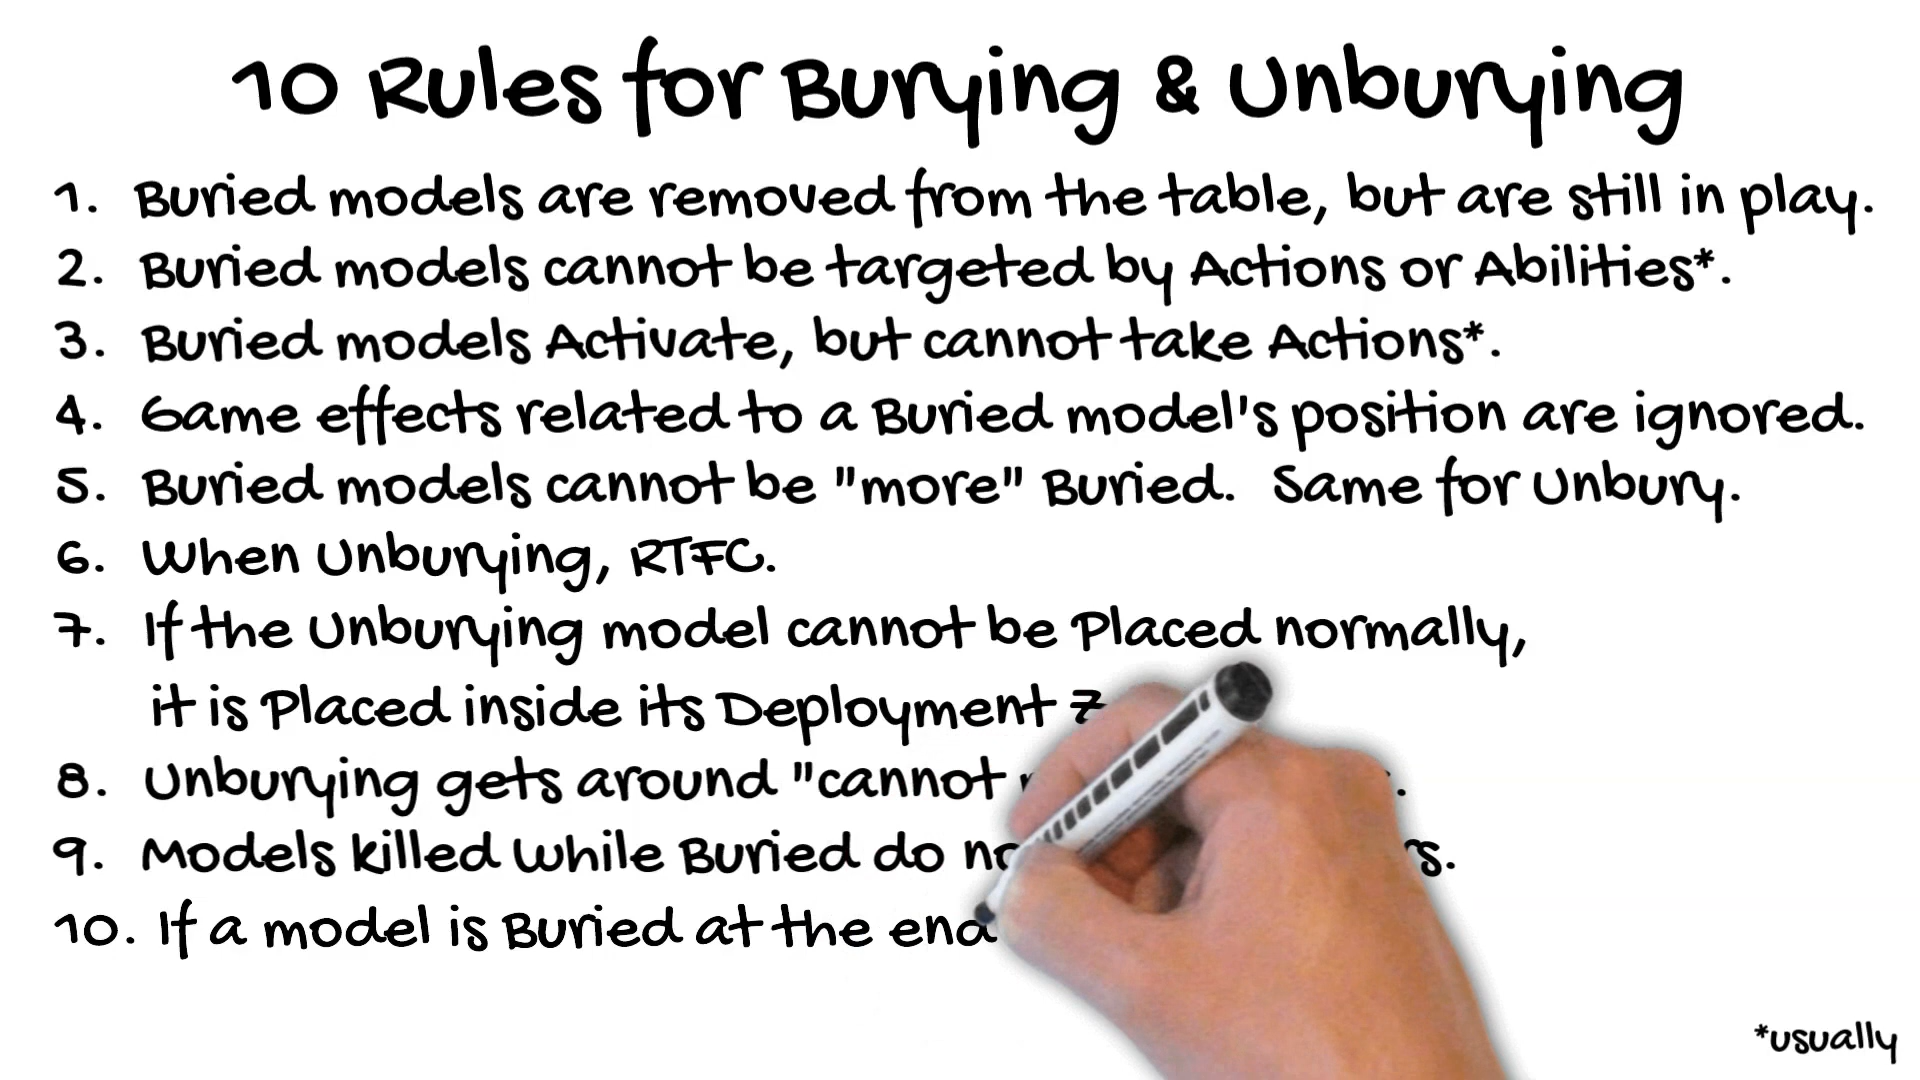 10 Rules for Burying & Unburying
1. Buried models are removed from the table, but are still in play.
2. Buried models cannot be targeted by Actions or Abilities*.
3. Buried models Activate, but cannot take Actions*.
4. Game effects related to a Buried model's position are ignored.
5. Buried models cannot be "more" Buried. Same for Unbury.
6. When Unburying, RTFC.
7. If the Unburying model cannot be Placed normally,
it is Placed inside its Deployment
8. Unburying gets around "cannot
9. Models killed while Buried do
10. If a model is Buried at the end
*usually